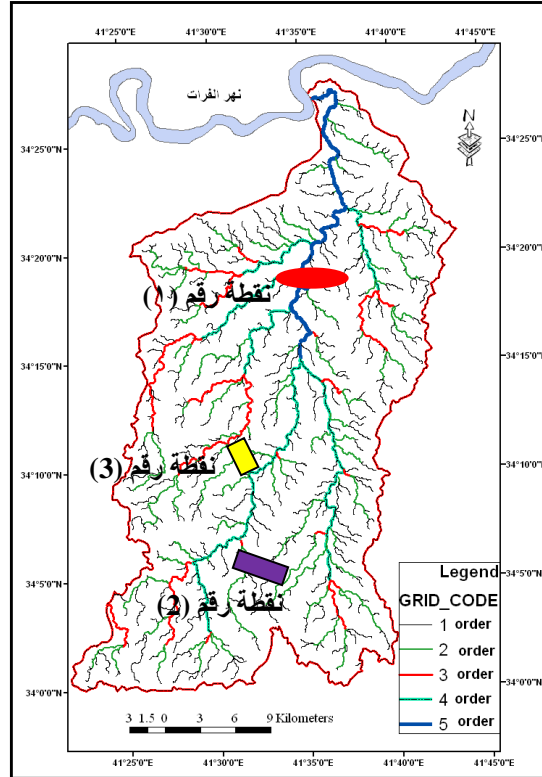 41°25'0"E 41°30'0"E 41°35'0"E 41°40'0"E
نهر الفرات
N
34°25'0"N 34°25'0"N
34°20'0"N 34°20'0"N
نقطة رقم (١)
34°15'0"N 34°15'0"N
نقطة رقم (3)
34°10'0"N 34°10'0"N
34°5'0"N 34°5'0"N
نقطة رقم (2)
34°0'0"N 34°0'0"N
Legend
GRID_CODE
1 order
2 order
3 order
4 order
5 order
3 1.5 0 3 6 9 Kilometers
41°25'0"E 41°30'0"E 41°35'0"E 41°40'0"E 41°45'0"E